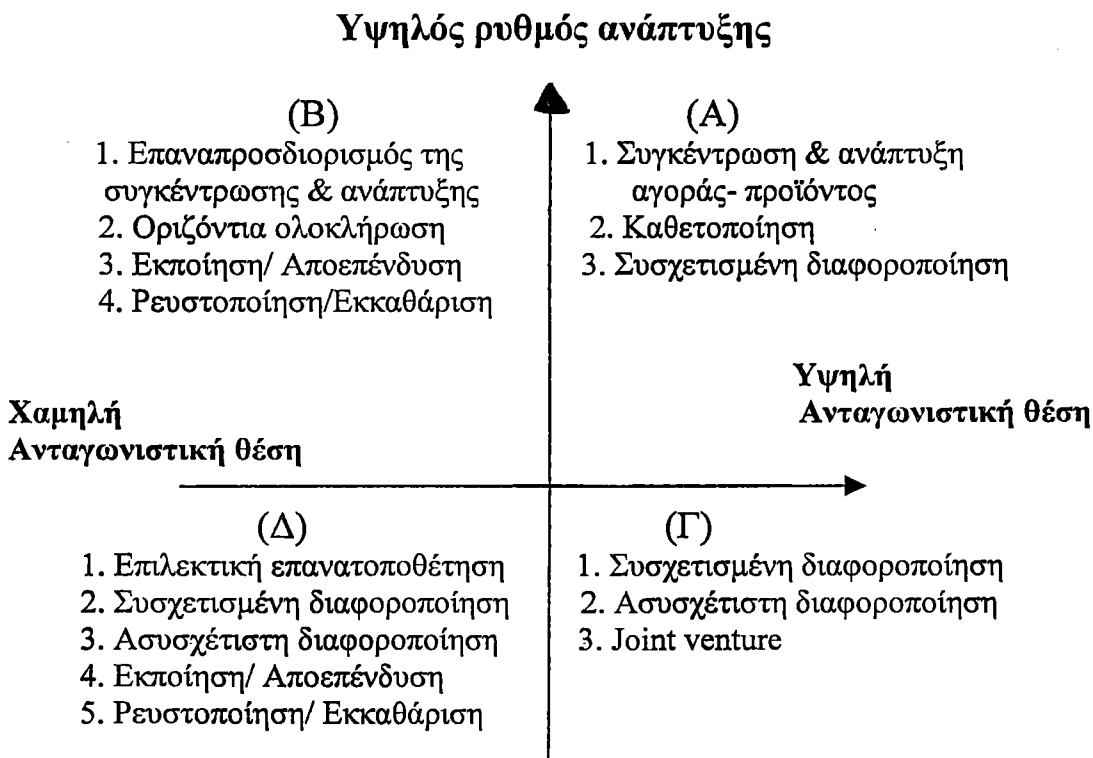 Υψηλός ρυθμός ανάπτυξης
(Β)
1. Επαναπροσδιορισμός της
συγκέντρωσης & ανάπτυξης
2. Οριζόντια ολοκλήρωση
3. Εκποίηση/ Αποεπένδυση
4. Ρευστοποίηση/Εκκαθάριση
(Α)
1. Συγκέντρωση & ανάπτυξη
αγοράς- προϊόντος
2. Καθετοποίηση
3. Συσχετισμένη διαφοροποίηση
Χαμηλή
Ανταγωνιστική θέση
Υψηλή
Ανταγωνιστική θέση
(Δ)
1. Επιλεκτική επανατοποθέτηση
2. Συσχετισμένη διαφοροποίηση
3. Ασυσχέτιστη διαφοροποίηση
4. Εκποίηση/ Αποεπένδυση
5. Ρευστοποίηση/ Εκκαθάριση
(Γ)
1. Συσχετισμένη διαφοροποίηση
2. Ασυσχέτιστη διαφοροποίηση
3. Joint venture